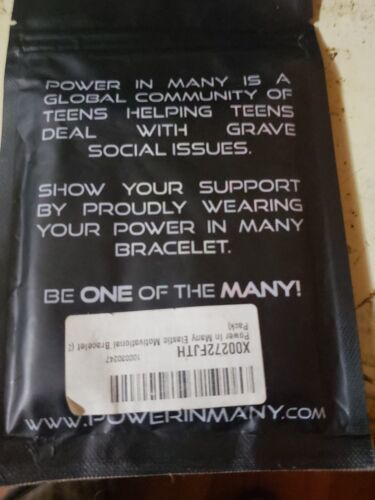 POWER IN MANY IS A
GLOBAL COMMUNITY OF
TEENS HELPING TEENS
DEAL WITH GRAVE
SOCIAL ISSUES.
SHOW YOUR SUPPORT
BY PROUDLY WEARING
YOUR POWER IN MANY
BRACELET.
BE ONE OF THE MANY!
X00272FJTH
Power In Many Elastic Motivational Bracelet (
Pack)
100030247
WWW.POWERINMANY.COM